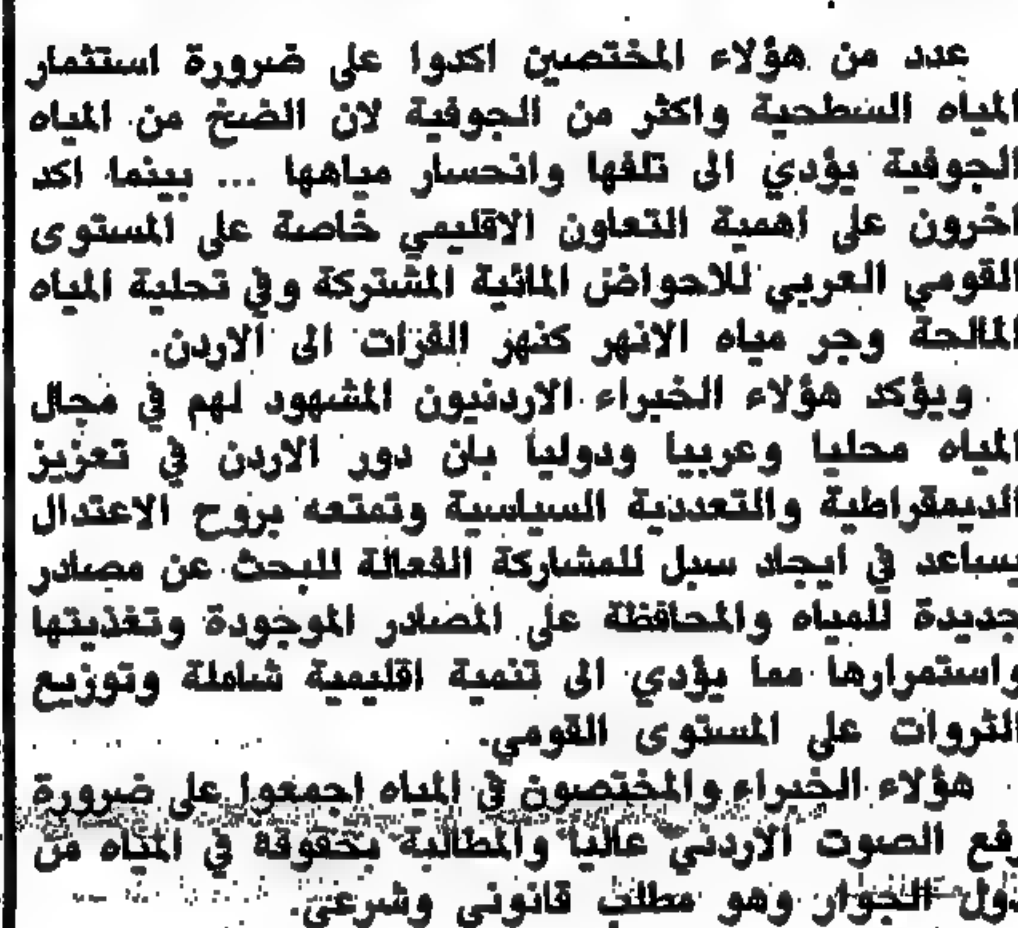 عدد من هؤلاء المختصين اكدوا على ضرورة استثمار
المياه السطحية واكثر من الجوفية لان الضخ من المياه
الجوفية يؤدي الى تلفها وانحسار مياهها ... بينما اكد
اخرون على اهمية التعاون الاقليمي خاصة على المستوى
القومي العربي للاحواض المائية المشتركة وفي تحلية المياه
المالحة وجر مياه الانهر كنهر الفرات الى الاردن.
ويؤكد هؤلاء الخبراء الاردنيون المشهود لهم في مجال
المياه محليا وعربيا ودوليا بان دور الاردن في تعزيز
الديمقراطية والتعددية السياسية وتمتعه بروح الاعتدال
يساعد في ايجاد سبل للمشاركة الفعالة للبحث عن مصادر
جديدة للمياه والمحافظة على المصادر الموجودة وتغذيتها
واستمرارها مما يؤدي الى تنمية اقليمية شاملة وتوزيع
الثروات على المستوى القومي.
هؤلاء الخبراء والمختصون في المياه اجمعوا على ضرورة
رفع الصوت الاردني عاليا والمطالبة بحقوقه في المياه من
دول الجوار وهو مطلب قانوني وشرعي.